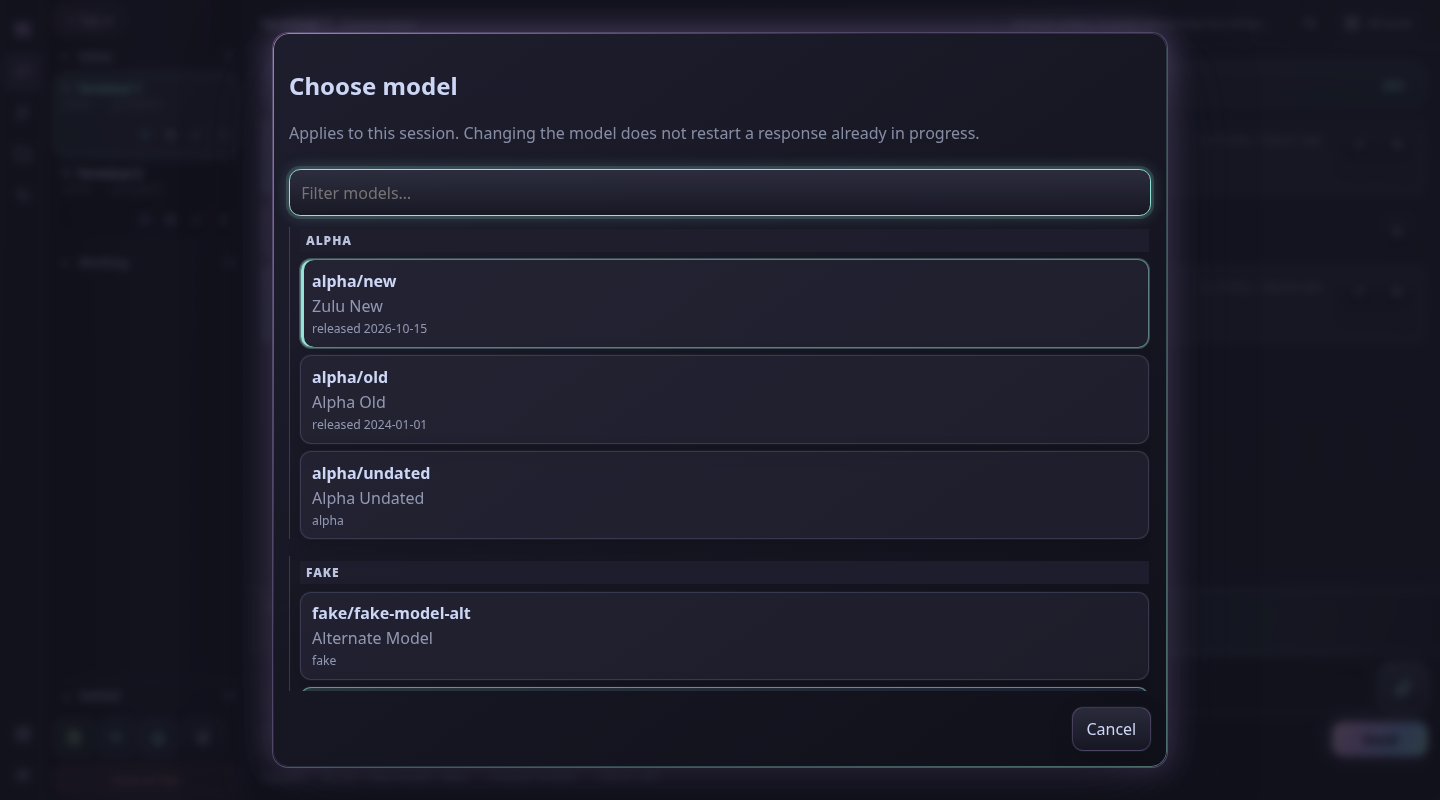 Choose model
Applies to this session. Changing the model does not restart a response already in progress.
Filter models...
ALPHA
alpha/new
Zulu New
released 2026-10-15
alpha/old
Alpha Old
released 2024-01-01
alpha/undated
Alpha Undated
alpha
FAKE
fake/fake-model-alt
Alternate Model
fake
Cancel